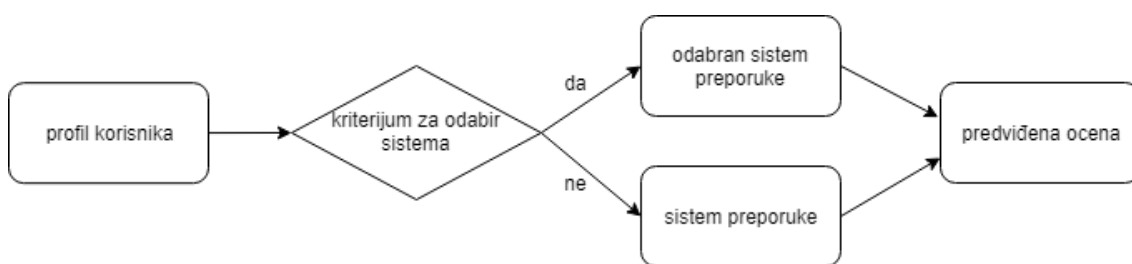 profil korisnika
kriterijum za odabir
sistema
da
ne
odabran sistem
preporuke
sistem preporuke
predviđena ocena